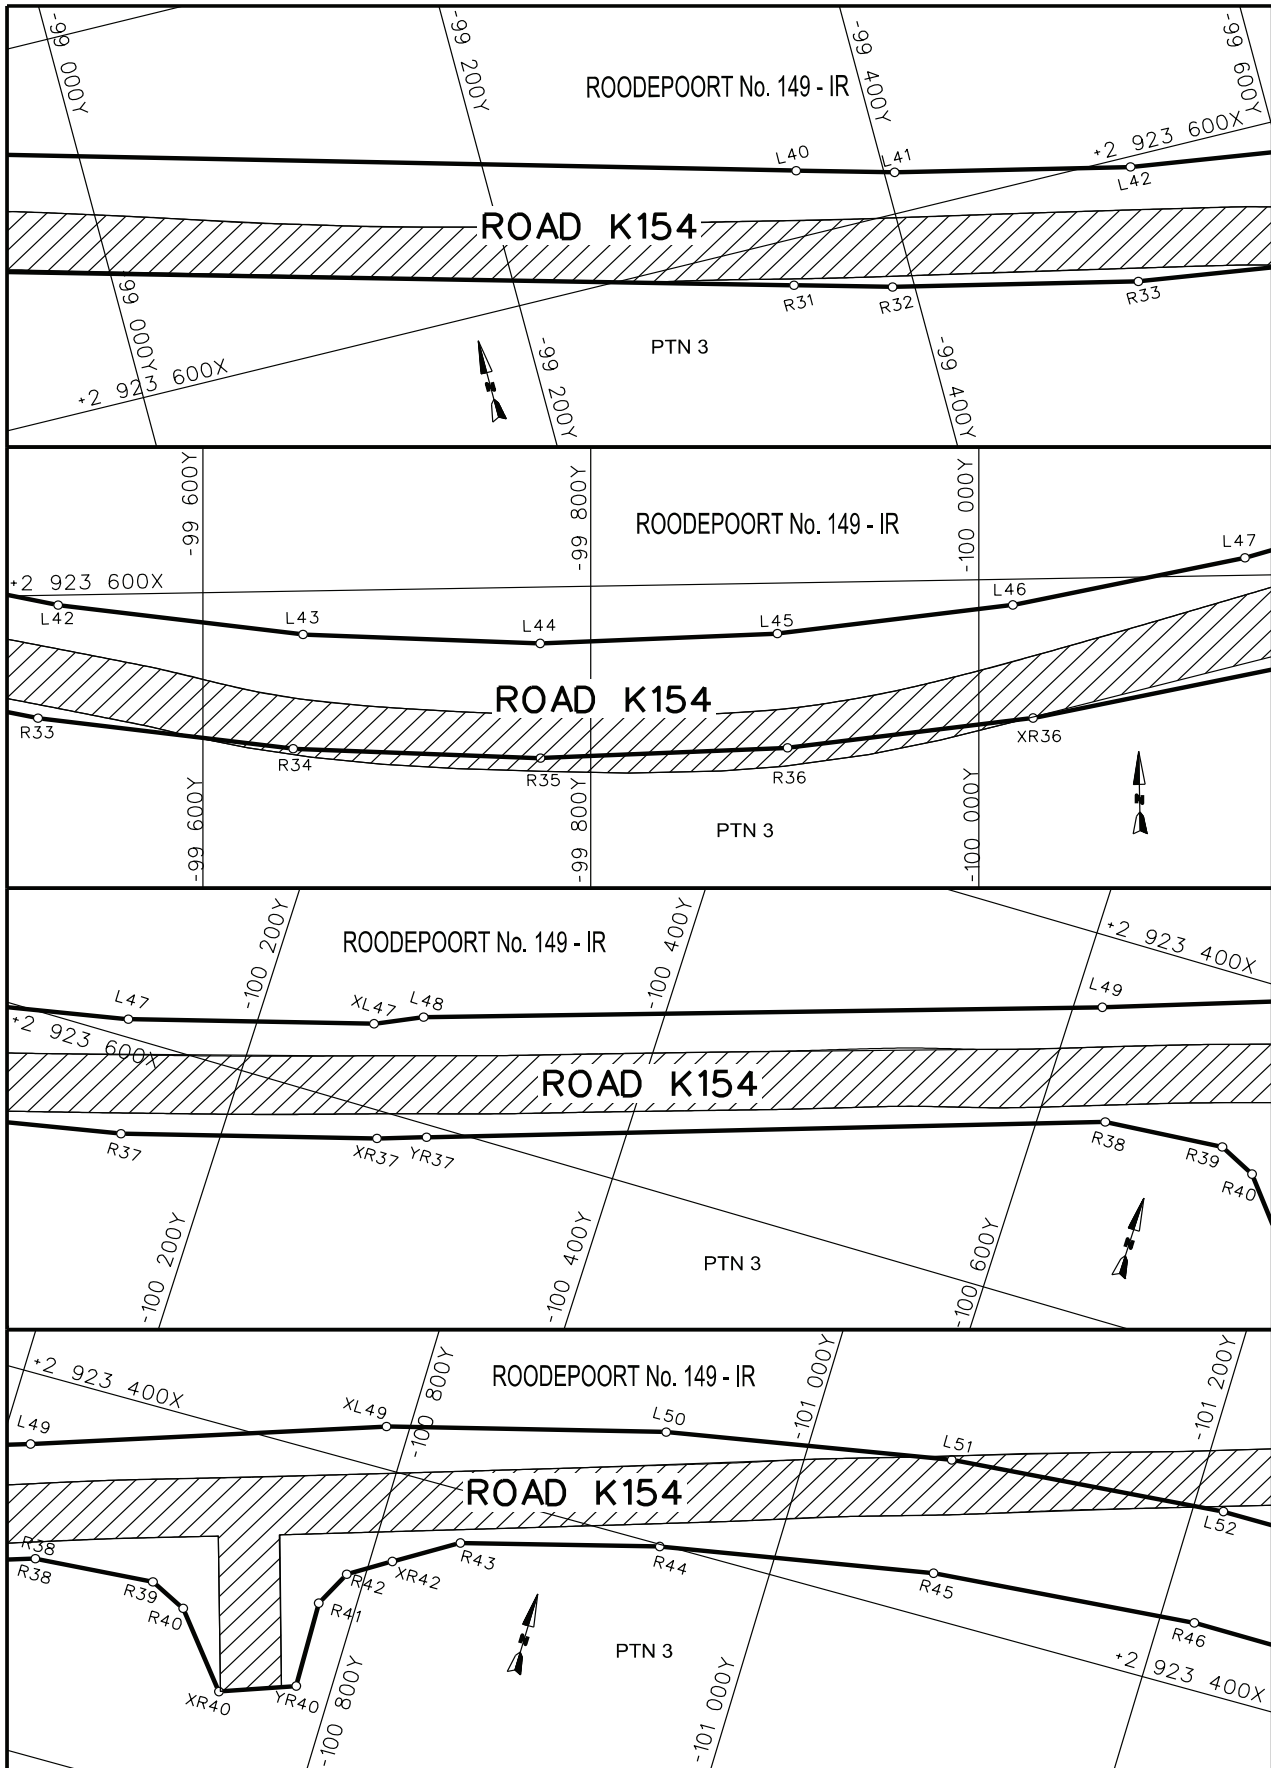 -99 000Y
-99 200Y
-99 400Y
-99 600Y
ROODEPOORT No. 149 - IR
+2 923 600X
L40
L41
L42
ROAD K154
-99 000Y
R31
R32
R33
+2 923 600X
PTN 3
-99 200Y
-99 400Y
N
-99 600Y
-99 800Y
-100 000Y
ROODEPOORT No. 149 - IR
+2 923 600X
L42
L43
L44
L45
L46
L47
ROAD K154
R33
R34
R35
R36
XR36
-99 600Y
-99 800Y
-100 000Y
PTN 3
N
-100 200Y
-100 400Y
ROODEPOORT No. 149 - IR
+2 923 400X
L47
XL47
L48
L49
+2 923 600X
ROAD K154
R37
XR37
YR37
R38
R39
R40
-100 200Y
-100 400Y
-100 600Y
PTN 3
N
+2 923 400X
ROODEPOORT No. 149 - IR
-100 800Y
-101 000Y
-101 200Y
L49
XL49
L50
L51
L52
ROAD K154
R38
R38
R39
R40
XR40
YR40
R41
R42
XR42
R43
R44
R45
R46
-100 800Y
-101 000Y
PTN 3
N
+2 923 400X